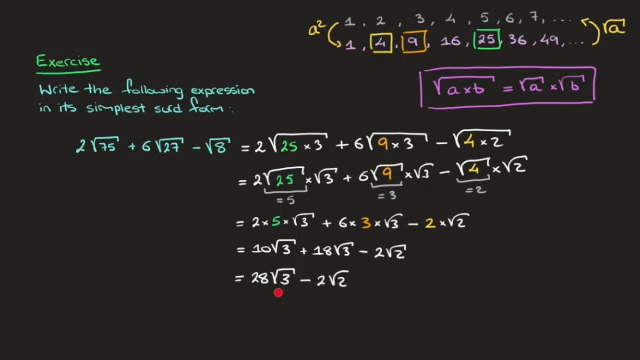 a² 1, 2, 3, 4, 5, 6, 7, ... √a
1, 4, 9, 16, 25, 36, 49, ...
Exercise
√(a×b) = √a × √b
Write the following expression
in its simplest surd form:
2√75 + 6√27 − √8 = 2√(25×3) + 6√(9×3) − √(4×2)
= 2√25 × √3 + 6√9 × √3 − √4 × √2
=5 =3 =2
= 2×5×√3 + 6×3×√3 − 2×√2
= 10√3 + 18√3 − 2√2
= 28√3 − 2√2